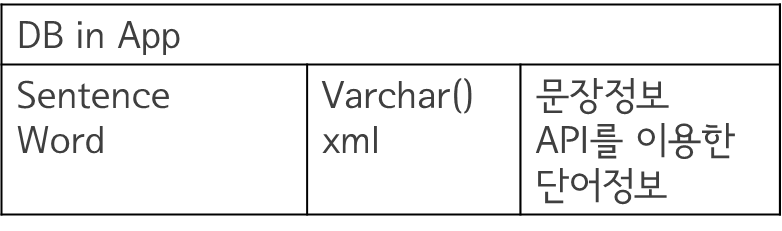 DB in App
Sentence
Word
Varchar()
xml
문장정보
API를 이용한
단어정보